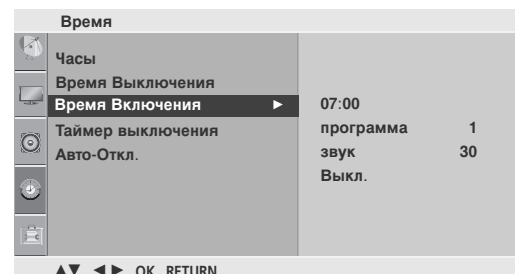 Время
Часы
Время Выключения
Время Включения ►
07:00
Таймер выключения
программа 1
Авто-Откл.
звук 30
Выкл.
▲▼ ◄► OK RETURN